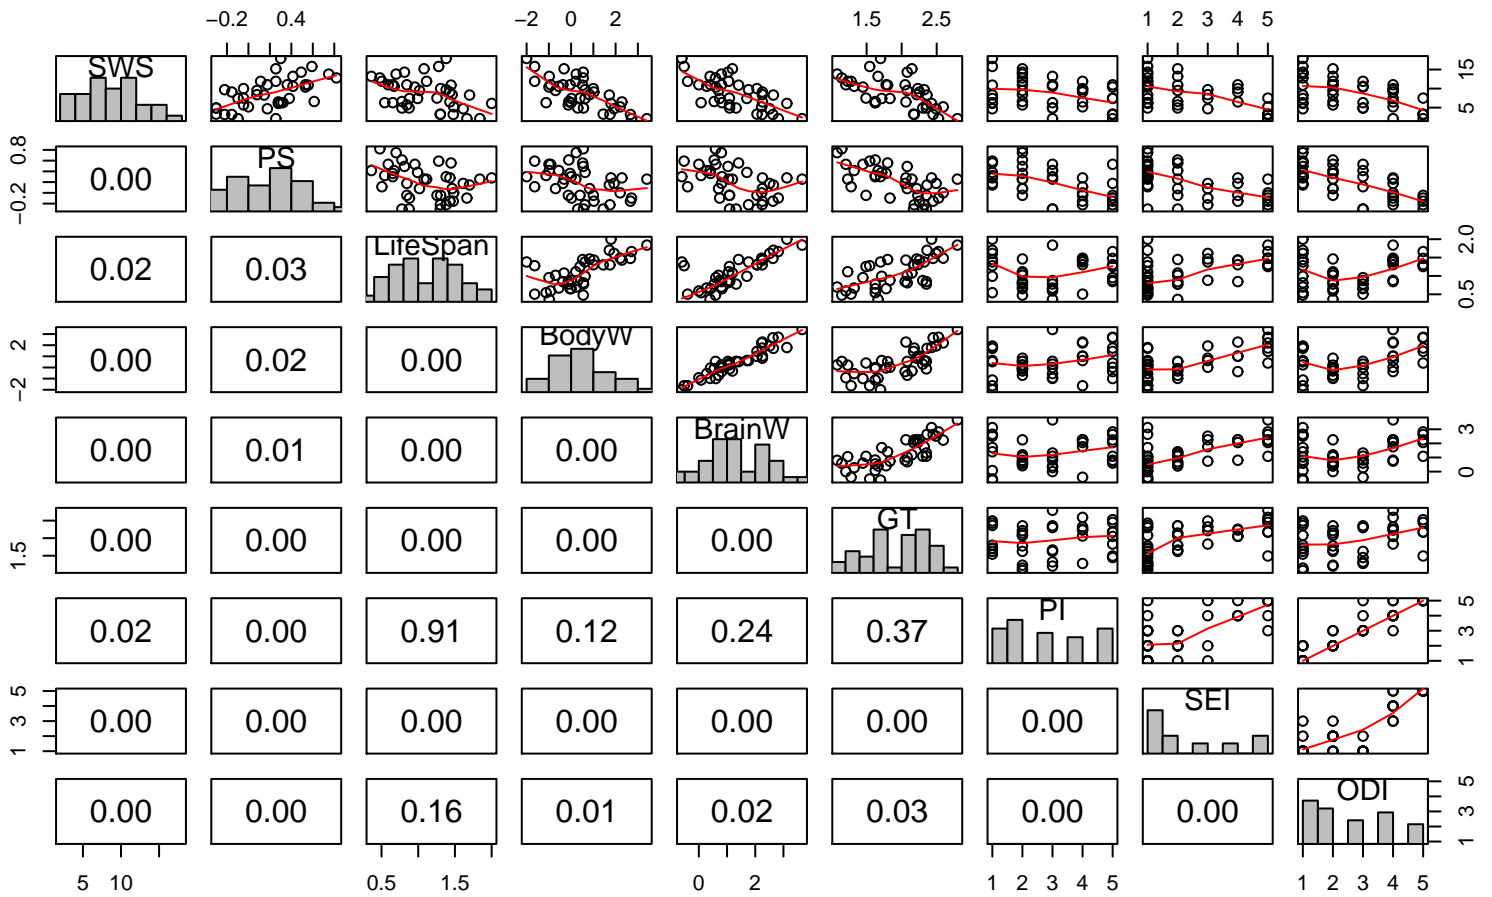 −0.2 0.4 −2 0 2 1.5 2.5 1 2 3 4 5
SWS 5 15
−0.2 0.8 0.00 PS
0.02 0.03 LifeSpan 0.5 2.0
−2 2 0.00 0.02 0.00 BodyW
0.00 0.01 0.00 0.00 BrainW 0 3
1.5 0.00 0.00 0.00 0.00 0.00 GT
0.02 0.00 0.91 0.12 0.24 0.37 PI 1 3 5
1 3 5 0.00 0.00 0.00 0.00 0.00 0.00 0.00 SEI
0.00 0.00 0.16 0.01 0.02 0.03 0.00 0.00 ODI 1 3 5
5 10 0.5 1.5 0 2 1 2 3 4 5 1 2 3 4 5